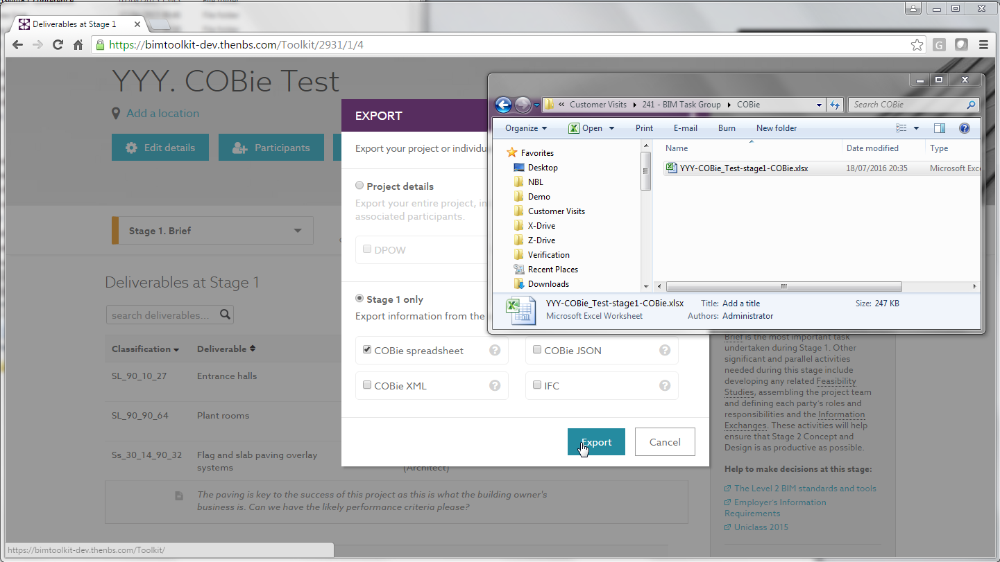 Deliverables at Stage 1
https://bimtoolkit-dev.thenbs.com/Toolkit/2931/1/4
YYY. COBie Test
Add a location
Edit details
Participants
Stage 1. Brief
Deliverables at Stage 1
search deliverables...
Classification
Deliverable
SL_90_10_27
Entrance halls
SL_90_90_64
Plant rooms
Ss_30_14_90_32
Flag and slab paving overlay
systems
(Architect)
The paving is key to the success of this project as this is what the building owner's
business is. Can we have the likely performance criteria please?
https://bimtoolkit-dev.thenbs.com/Toolkit/
EXPORT
Export your project or individu
Project details
Export your entire project, in
associated participants.
DPOW
Stage 1 only
Export information from the
COBie spreadsheet
?
COBie JSON
?
COBie XML
?
IFC
?
Export
Cancel
« Customer Visits
241 - BIM Task Group
COBie
Search COBie
Organize
Open
Print
E-mail
Burn
New folder
Favorites
Desktop
NBL
Demo
Customer Visits
X-Drive
Z-Drive
Verification
Recent Places
Downloads
Name
Date modified
Type
YYY-COBie_Test-stage1-COBie.xlsx
18/07/2016 20:35
Microsoft Exc
YYY-COBie_Test-stage1-COBie.xlsx
Title: Add a title
Size: 247 KB
Microsoft Excel Worksheet
Authors: Administrator
Brief is the most important task
undertaken during Stage 1. Other
significant and parallel activities
needed during this stage include
developing any related Feasibility
Studies, assembling the project team
and defining each party's roles and
responsibilities and the Information
Exchanges. These activities will help
ensure that Stage 2 Concept and
Design is as productive as possible.
Help to make decisions at this stage:
The Level 2 BIM standards and tools
Employer's Information
Requirements
Uniclass 2015